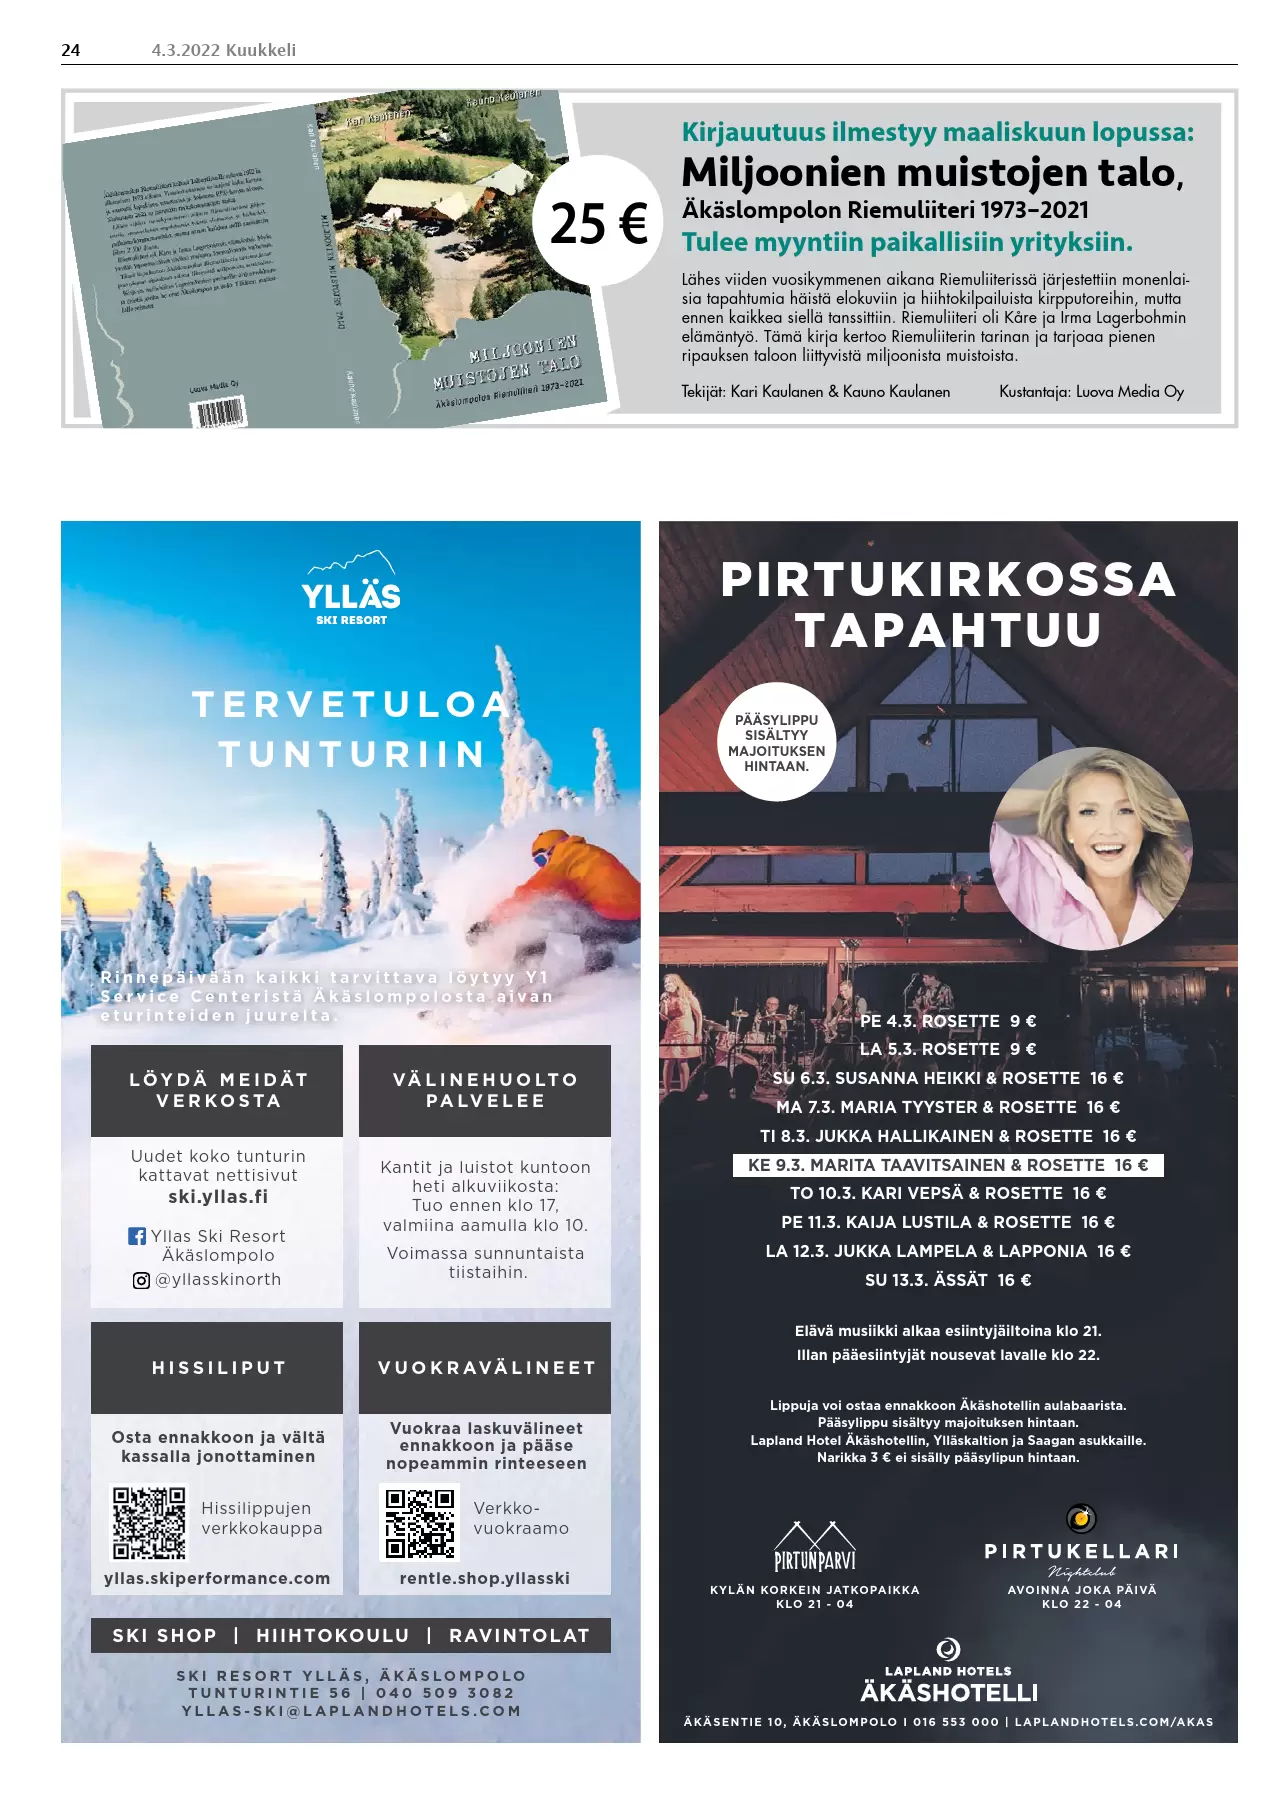 24 4.3.2022 Kuukkeli
Kari Kaulanen
Kauno Kaulanen
MILJOONIEN MUISTOJEN TALO
Luova Media Oy
MILJOONIEN
MUISTOJEN TALO
Äkäslompolon Riemuliiteri 1973-2021
25 €
Kirjauutuus ilmestyy maaliskuun lopussa:
Miljoonien muistojen talo,
Äkäslompolon Riemuliiteri 1973–2021
Tulee myyntiin paikallisiin yrityksiin.
Lähes viiden vuosikymmenen aikana Riemuliiterissä järjestettiin monenlai-
sia tapahtumia häistä elokuviin ja hiihtokilpailuista kirpputoreihin, mutta
ennen kaikkea siellä tanssittiin. Riemuliiteri oli Kåre ja Irma Lagerbohmin
elämäntyö. Tämä kirja kertoo Riemuliiterin tarinan ja tarjoaa pienen
ripauksen taloon liittyvistä miljoonista muistoista.
Tekijät: Kari Kaulanen & Kauno Kaulanen Kustantaja: Luova Media Oy
YLLÄS
SKI RESORT
TERVETULOA
TUNTURIIN
Rinnepäivään kaikki tarvittava löytyy Y1
Service Centeristä Äkäslompolosta aivan
eturinteiden juurelta.
LÖYDÄ MEIDÄT
VERKOSTA
Uudet koko tunturin
kattavat nettisivut
ski.yllas.fi
Yllas Ski Resort
Äkäslompolo
@yllasskinorth
VÄLINEHUOLTO
PALVELEE
Kantit ja luistot kuntoon
heti alkuviikosta:
Tuo ennen klo 17,
valmiina aamulla klo 10.
Voimassa sunnuntaista
tiistaihin.
HISSILIPUT
Osta ennakkoon ja vältä
kassalla jonottaminen
Hissilippujen
verkkokauppa
yllas.skiperformance.com
VUOKRAVÄLINEET
Vuokraa laskuvälineet
ennakkoon ja pääse
nopeammin rinteeseen
Verkko-
vuokraamo
rentle.shop.yllasski
SKI SHOP | HIIHTOKOULU | RAVINTOLAT
SKI RESORT YLLÄS, ÄKÄSLOMPOLO
TUNTURINTIE 56 | 040 509 3082
YLLAS-SKI@LAPLANDHOTELS.COM
PIRTUKIRKOSSA
TAPAHTUU
PÄÄSYLIPPU
SISÄLTYY
MAJOITUKSEN
HINTAAN.
PE 4.3. ROSETTE 9 €
LA 5.3. ROSETTE 9 €
SU 6.3. SUSANNA HEIKKI & ROSETTE 16 €
MA 7.3. MARIA TYYSTER & ROSETTE 16 €
TI 8.3. JUKKA HALLIKAINEN & ROSETTE 16 €
KE 9.3. MARITA TAAVITSAINEN & ROSETTE 16 €
TO 10.3. KARI VEPSÄ & ROSETTE 16 €
PE 11.3. KAIJA LUSTILA & ROSETTE 16 €
LA 12.3. JUKKA LAMPELA & LAPPONIA 16 €
SU 13.3. ÄSSÄT 16 €
Elävä musiikki alkaa esiintyjäiltoina klo 21.
Illan pääesiintyjät nousevat lavalle klo 22.
Lippuja voi ostaa ennakkoon Äkäshotellin aulabaarista.
Pääsylippu sisältyy majoituksen hintaan.
Lapland Hotel Äkäshotellin, Ylläskaltion ja Saagan asukkaille.
Narikka 3 € ei sisälly pääsylipun hintaan.
PIRTUNPARVI
KYLÄN KORKEIN JATKOPAIKKA
KLO 21 - 04
PIRTUKELLARI
Nightclub
AVOINNA JOKA PÄIVÄ
KLO 22 - 04
LAPLAND HOTELS
ÄKÄSHOTELLI
ÄKÄSENTIE 10, ÄKÄSLOMPOLO I 016 553 000 | LAPLANDHOTELS.COM/AKAS